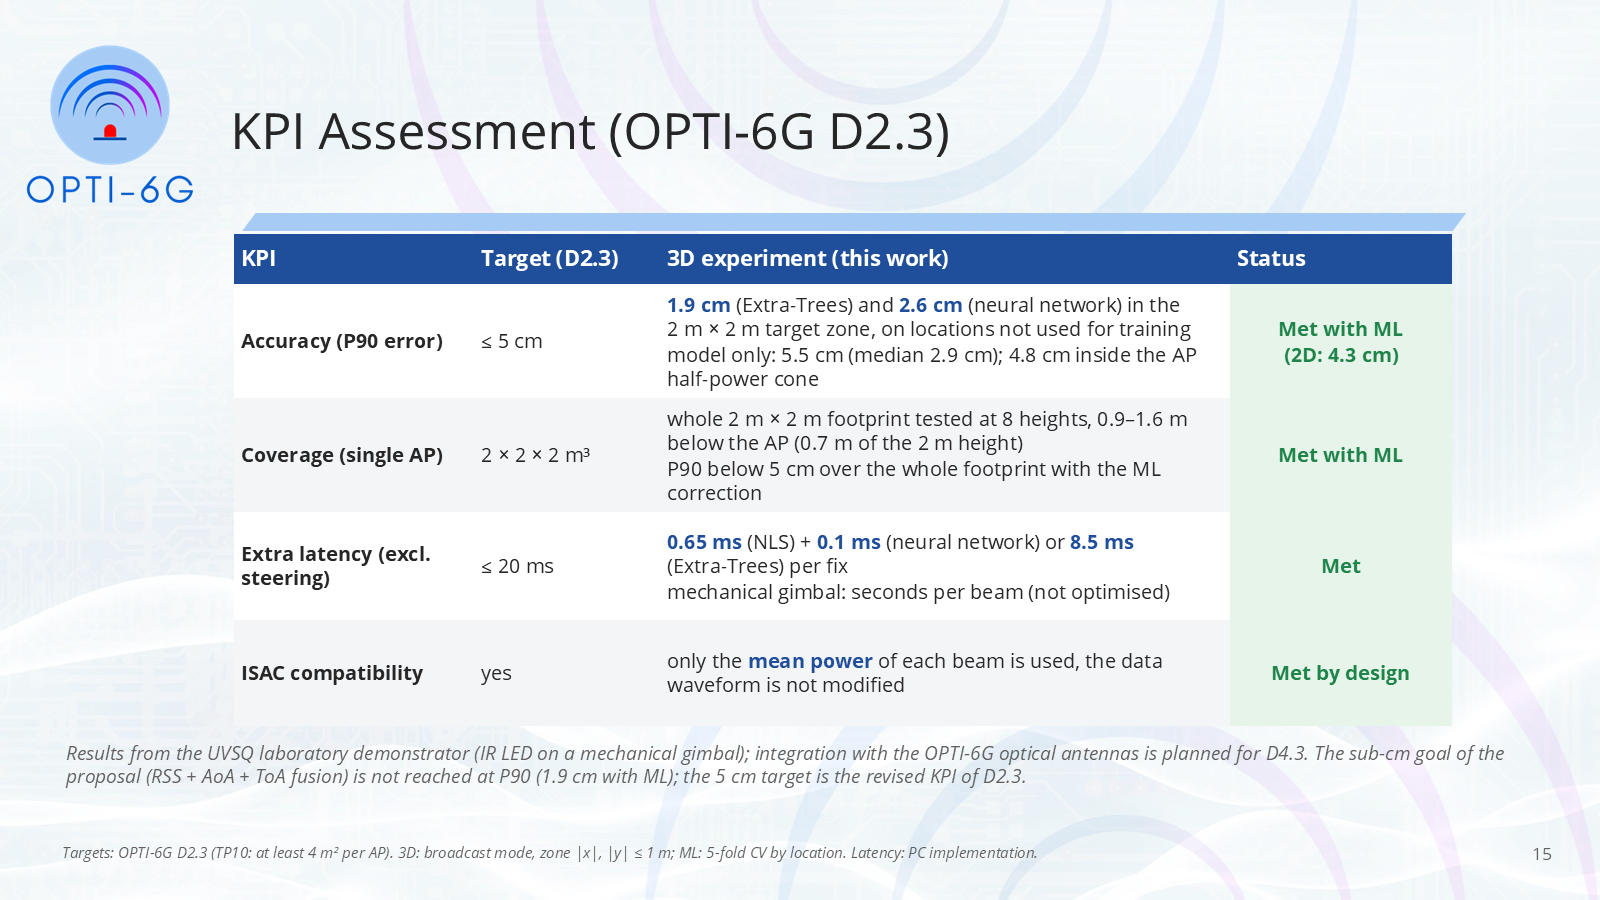 OPTI-6G
KPI Assessment (OPTI-6G D2.3)
KPI
Target (D2.3)
3D experiment (this work)
Status
Accuracy (P90 error)
≤ 5 cm
1.9 cm (Extra-Trees) and 2.6 cm (neural network) in the
2 m × 2 m target zone, on locations not used for training
model only: 5.5 cm (median 2.9 cm); 4.8 cm inside the AP
half-power cone
Met with ML
(2D: 4.3 cm)
Coverage (single AP)
2 × 2 × 2 m³
whole 2 m × 2 m footprint tested at 8 heights, 0.9–1.6 m
below the AP (0.7 m of the 2 m height)
P90 below 5 cm over the whole footprint with the ML
correction
Met with ML
Extra latency (excl.
steering)
≤ 20 ms
0.65 ms (NLS) + 0.1 ms (neural network) or 8.5 ms
(Extra-Trees) per fix
mechanical gimbal: seconds per beam (not optimised)
Met
ISAC compatibility
yes
only the mean power of each beam is used, the data
waveform is not modified
Met by design
Results from the UVSQ laboratory demonstrator (IR LED on a mechanical gimbal); integration with the OPTI-6G optical antennas is planned for D4.3. The sub-cm goal of the
proposal (RSS + AoA + ToA fusion) is not reached at P90 (1.9 cm with ML); the 5 cm target is the revised KPI of D2.3.
Targets: OPTI-6G D2.3 (TP10: at least 4 m² per AP). 3D: broadcast mode, zone |x|, |y| ≤ 1 m; ML: 5-fold CV by location. Latency: PC implementation.
15